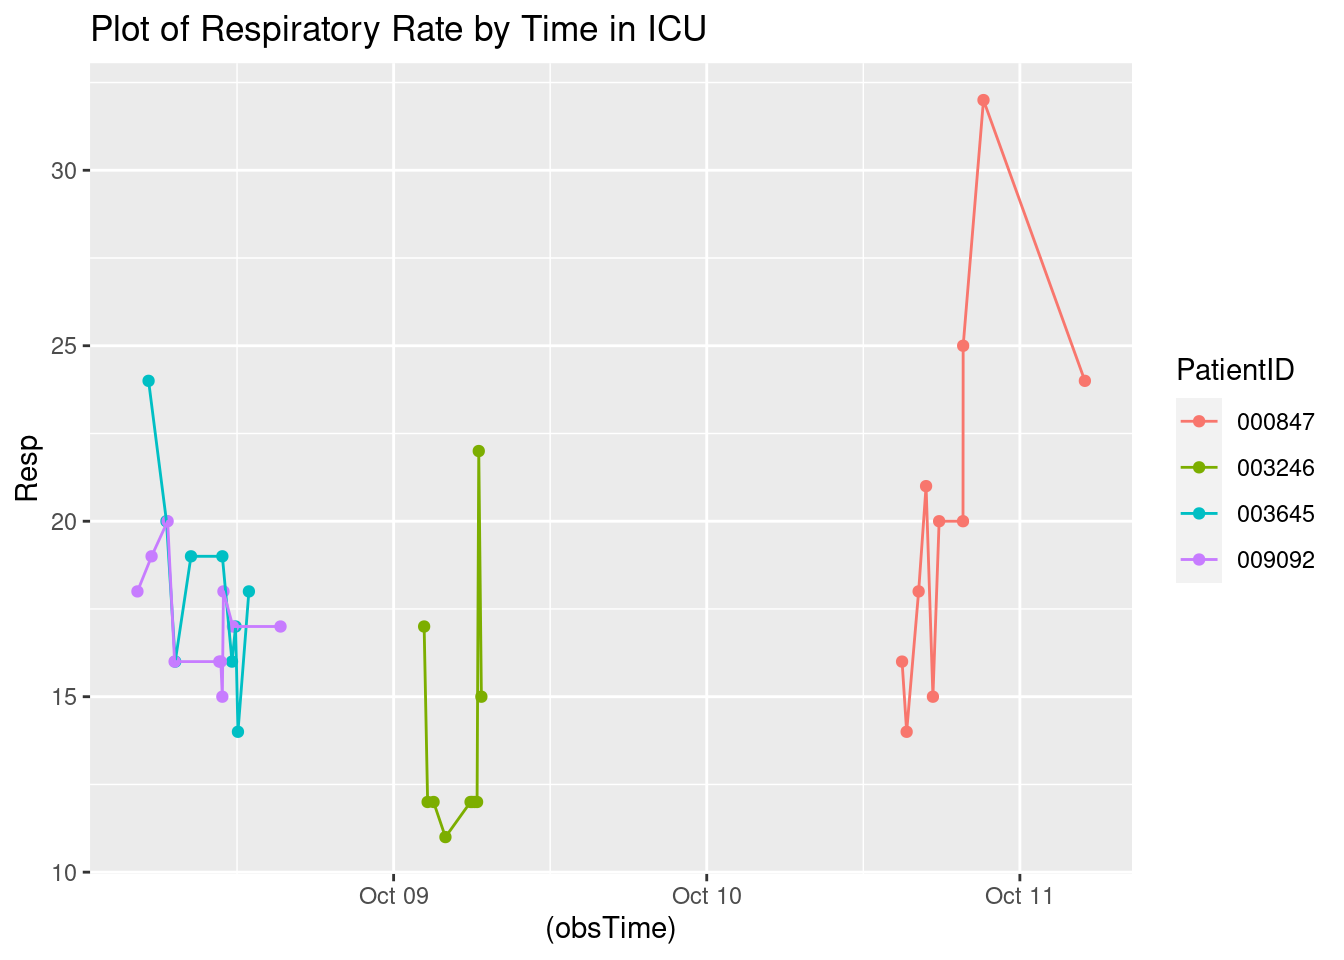 Plot of Respiratory Rate by Time in ICU
30
25
20
15
10
Resp
Oct 09
Oct 10
Oct 11
(obsTime)
PatientID
000847
003246
003645
009092